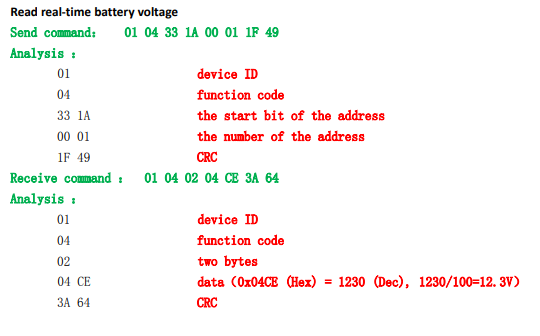 Read real-time battery voltage
Send command： 01 04 33 1A 00 01 1F 49
Analysis：
01 device ID
04 function code
33 1A the start bit of the address
00 01 the number of the address
1F 49 CRC
Receive command： 01 04 02 04 CE 3A 64
Analysis：
01 device ID
04 function code
02 two bytes
04 CE data（0x04CE (Hex) = 1230 (Dec), 1230/100=12.3V）
3A 64 CRC